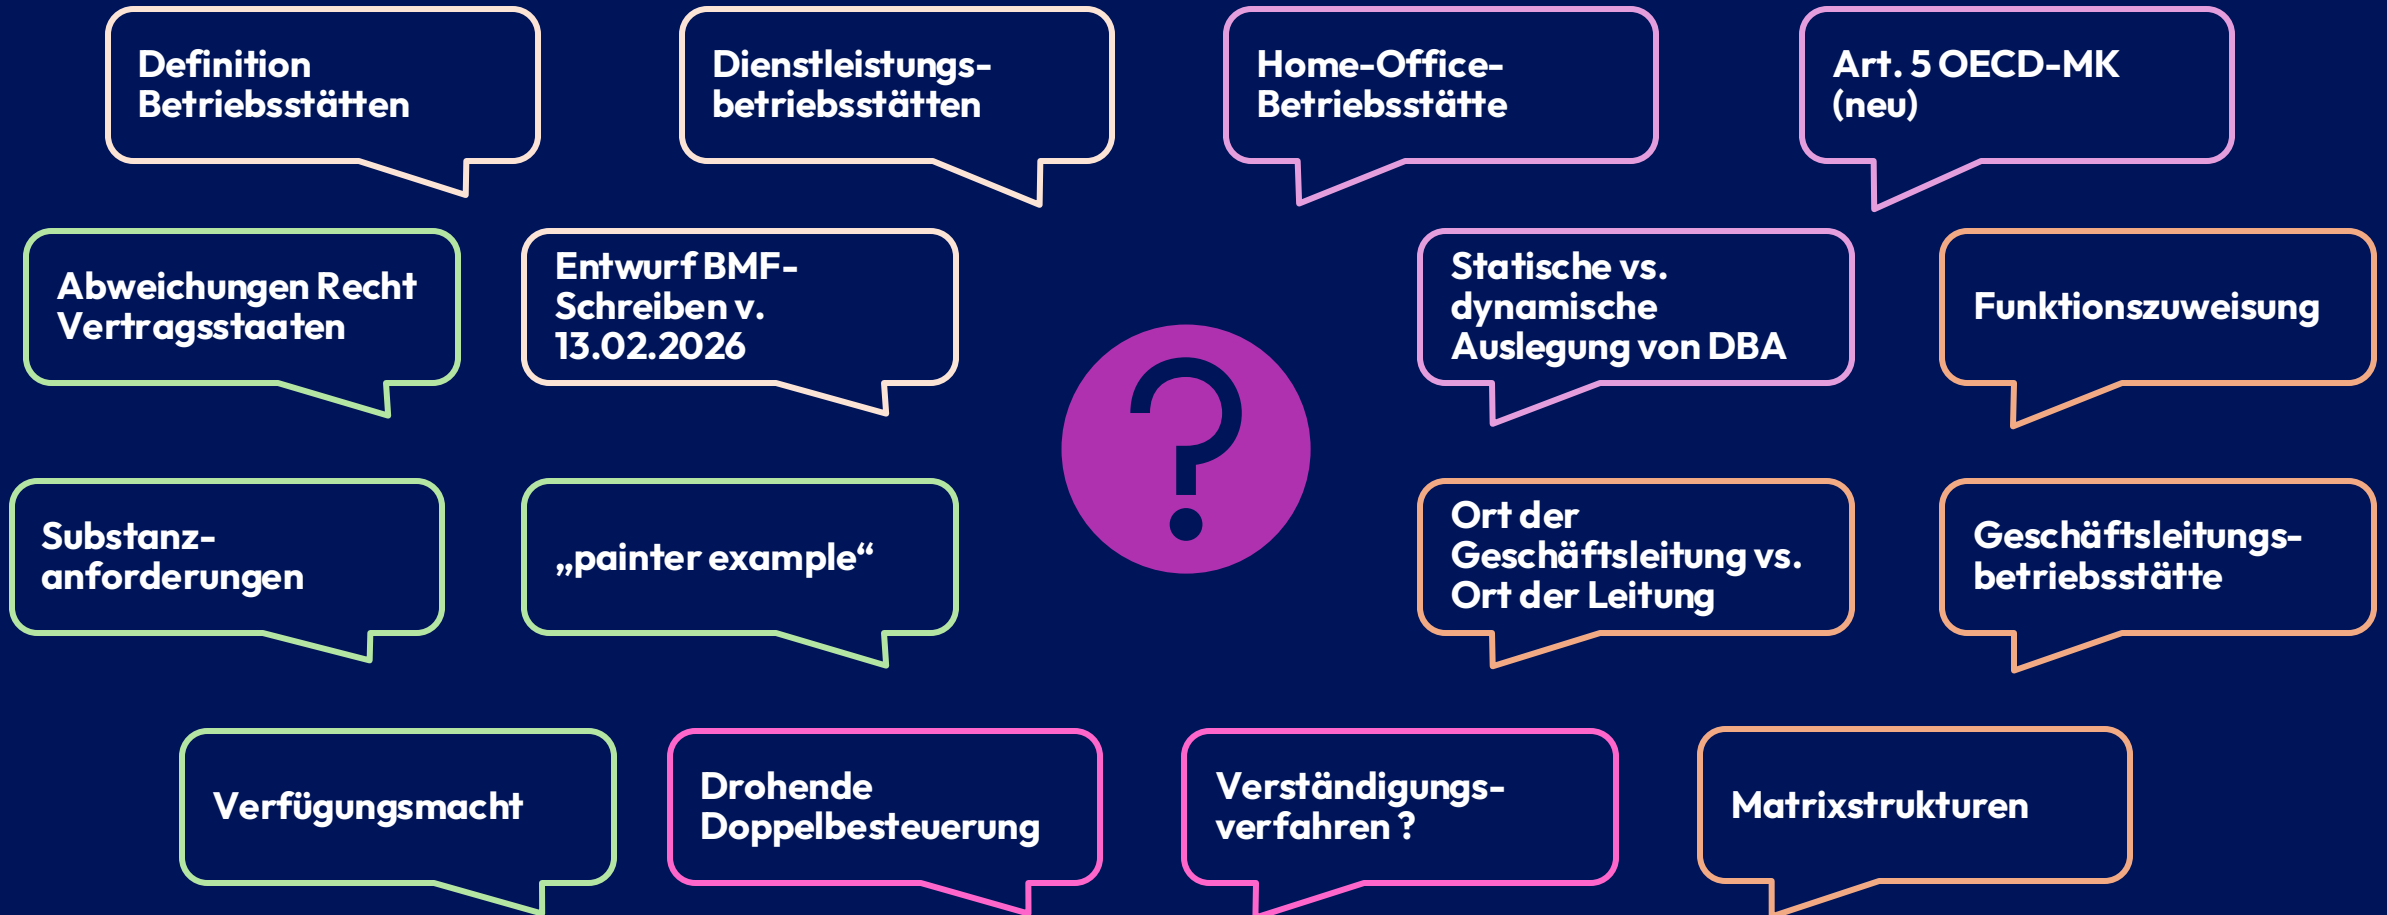 Definition
Betriebsstätten
Dienstleistungs-
betriebsstätten
Home-Office-
Betriebsstätte
Art. 5 OECD-MK
(neu)
Abweichungen Recht
Vertragsstaaten
Entwurf BMF-
Schreiben v.
13.02.2026
Statische vs.
dynamische
Auslegung von DBA
Funktionszuweisung
?
Substanz-
anforderungen
„painter example“
Ort der
Geschäftsleitung vs.
Ort der Leitung
Geschäftsleitungs-
betriebsstätte
Verfügungsmacht
Drohende
Doppelbesteuerung
Verständigungs-
verfahren ?
Matrixstrukturen